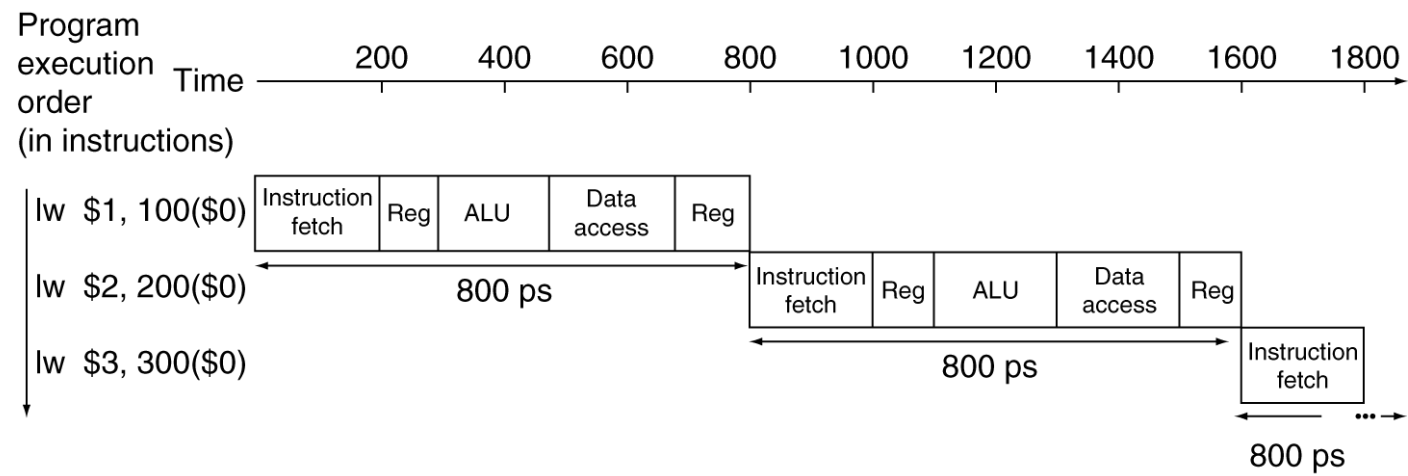 Program
execution
order
(in instructions)
Time
200 400 600 800 1000 1200 1400 1600 1800
lw $1, 100($0)
Instruction
fetch
Reg
ALU
Data
access
Reg
800 ps
lw $2, 200($0)
Instruction
fetch
Reg
ALU
Data
access
Reg
800 ps
lw $3, 300($0)
Instruction
fetch
...
800 ps